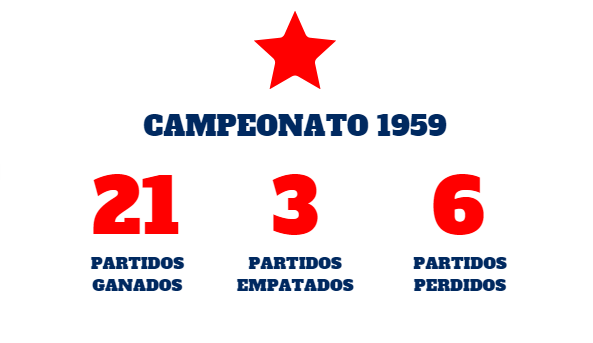 CAMPEONATO 1959
21 3 6
PARTIDOS GANADOS
PARTIDOS EMPATADOS
PARTIDOS PERDIDOS